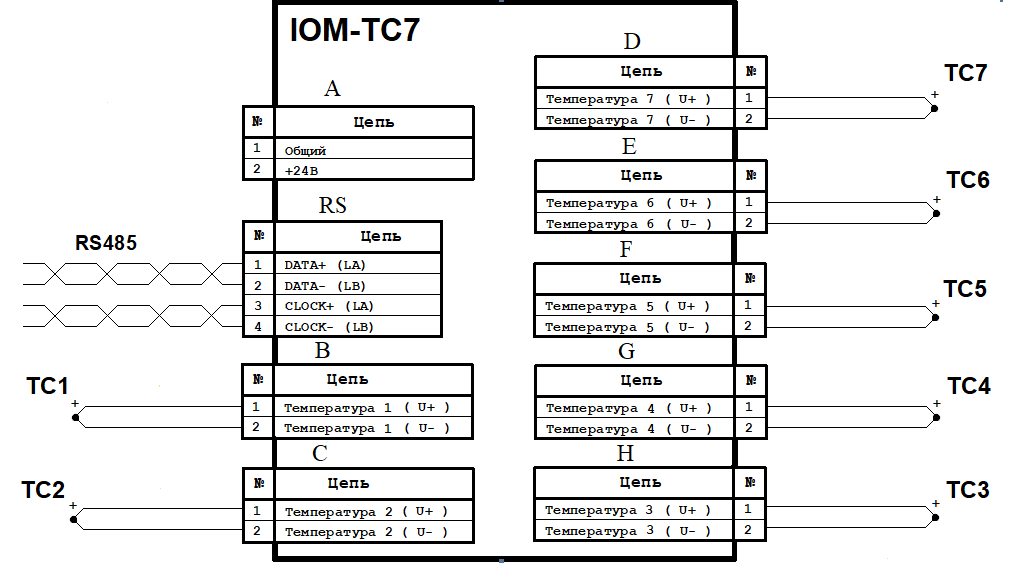 IOM-TC7
A
№ Цепь
1 Общий
2 +24В
RS
RS485
№ Цепь
1 DATA+ (LA)
2 DATA- (LB)
3 CLOCK+ (LA)
4 CLOCK- (LB)
B
TC1
№ Цепь
+
1 Температура 1 ( U+ )
2 Температура 1 ( U- )
C
TC2
№ Цепь
+
1 Температура 2 ( U+ )
2 Температура 2 ( U- )
D
Цепь №
TC7
+
Температура 7 ( U+ ) 1
Температура 7 ( U- ) 2
E
Цепь №
TC6
+
Температура 6 ( U+ ) 1
Температура 6 ( U- ) 2
F
Цепь №
TC5
+
Температура 5 ( U+ ) 1
Температура 5 ( U- ) 2
G
Цепь №
TC4
+
Температура 4 ( U+ ) 1
Температура 4 ( U- ) 2
H
Цепь №
TC3
+
Температура 3 ( U+ ) 1
Температура 3 ( U- ) 2